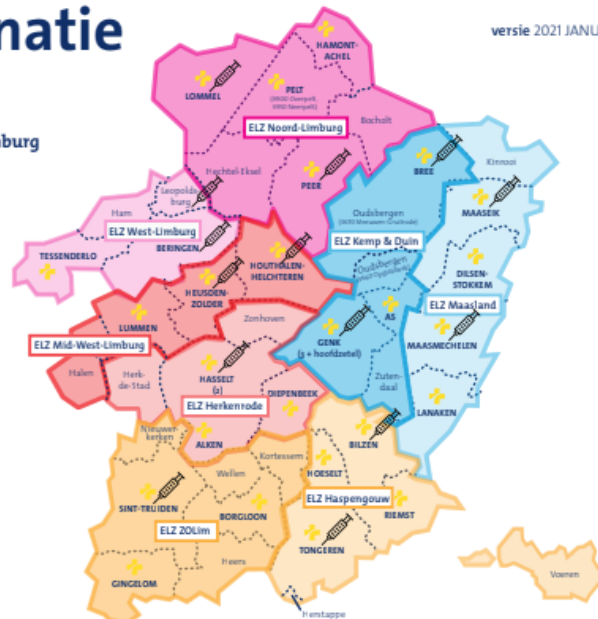 natie
versie 2021 JANU
burg
HAMONT-
ACHEL
LOMMEL
PELT
ELZ Noord-Limburg
Bocholt
Hechtel-Eksel
PEER
BREE
Kinrooi
Leopolds-
burg
Ham
ELZ West-Limburg
BERINGEN
TESSENDERLO
MAASEIK
Oudsbergen
ELZ Kemp & Duin
Oudsbergen
HOUTHALEN-
HELCHTEREN
HEUSDEN-
ZOLDER
DILSEN-
STOKKEM
ELZ Maasland
AS
LUMMEN
Zonhoven
ELZ Mid-West-Limburg
GENK
(3 + hoofdzetel)
MAASMECHELEN
Halen
Herk-
de-Stad
HASSELT
(2)
Zuten-
daal
DIEPENBEEK
ELZ Herkenrode
LANAKEN
Nieuwer-
kerken
ALKEN
BILZEN
Kortessem
Wellen
HOESELT
SINT-TRUIDEN
BORGLOON
ELZ Haspengouw
RIEMST
ELZ ZOLim
TONGEREN
Heers
GINGELOM
Voeren
Herstappe